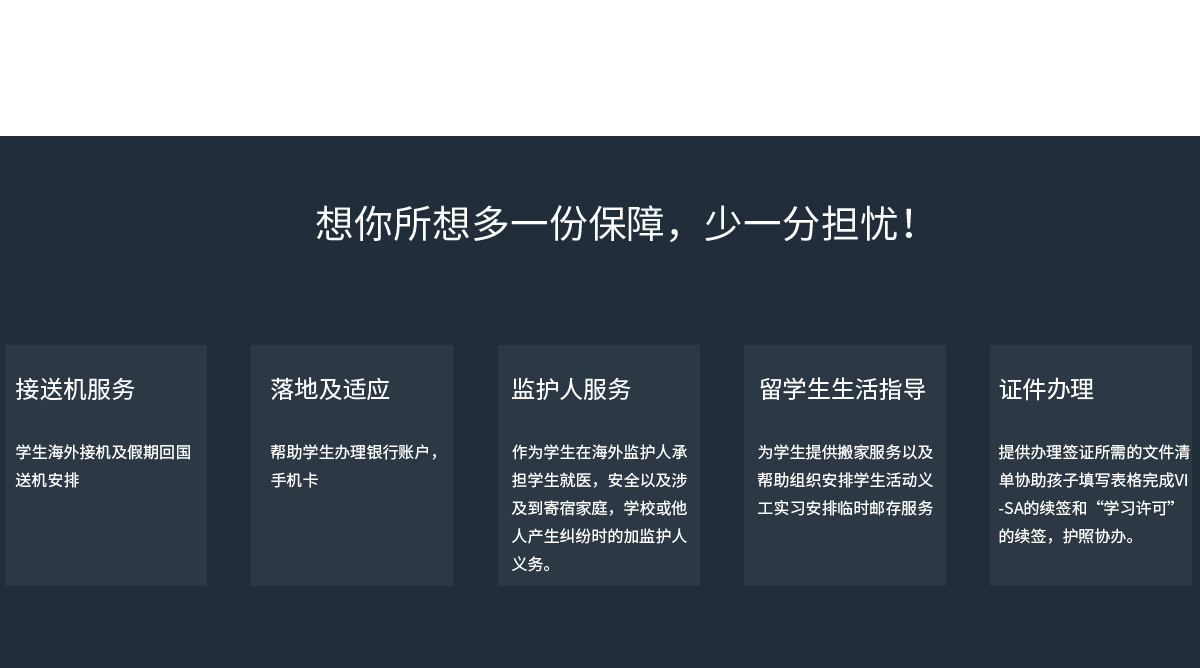 想你所想多一份保障，少一分担忧！
接送机服务
学生海外接机及假期回国
送机安排
落地及适应
帮助学生办理银行账户，
手机卡
监护人服务
作为学生在海外监护人承
担学生就医，安全以及涉
及到寄宿家庭，学校或他
人产生纠纷时的加监护人
义务。
留学生生活指导
为学生提供搬家服务以及
帮助组织安排学生活动义
工实习安排临时邮存服务
证件办理
提供办理签证所需的文件清
单协助孩子填写表格完成VI
-SA的续签和“学习许可”
的续签，护照协办。